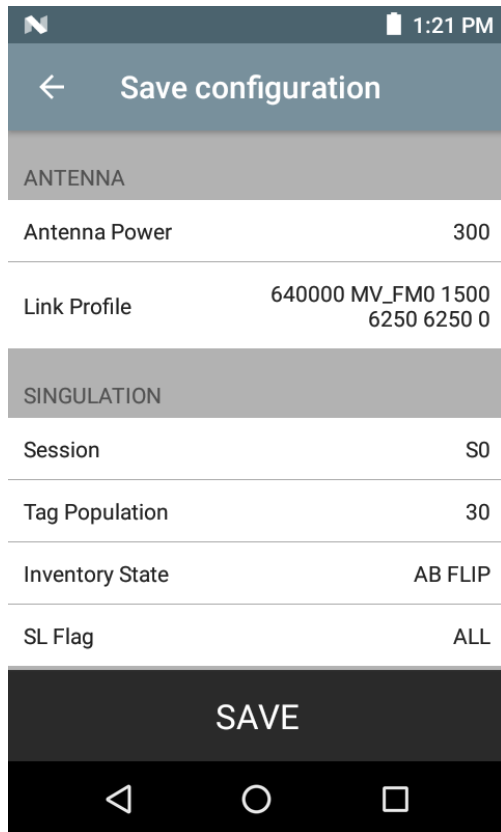 1:21 PM
Save configuration
ANTENNA
Antenna Power 300
Link Profile 640000 MV_FM0 1500
6250 6250 0
SINGULATION
Session S0
Tag Population 30
Inventory State AB FLIP
SL Flag ALL
SAVE